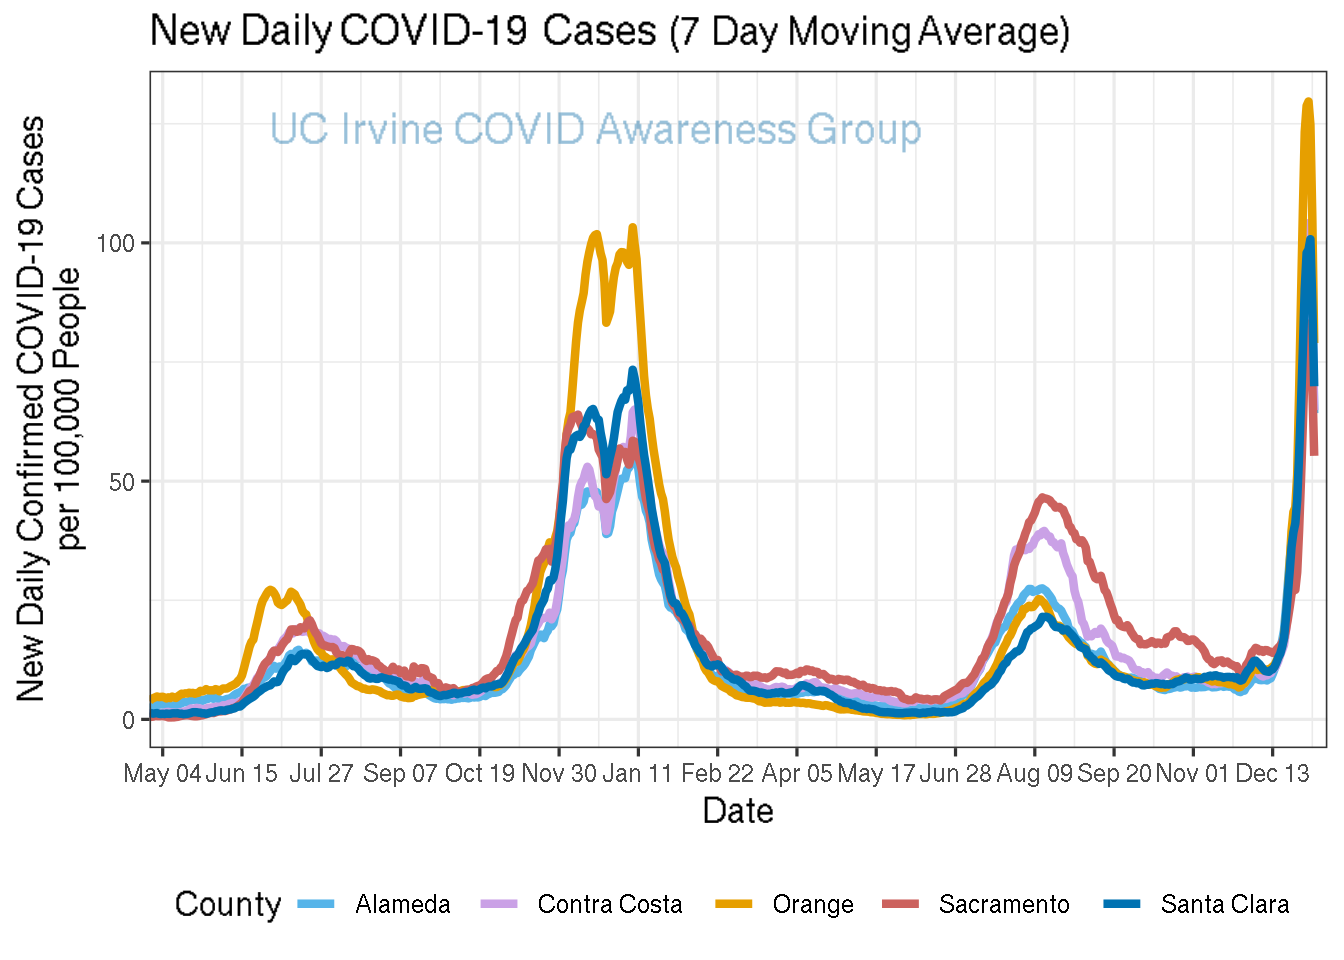 New Daily COVID-19 Cases (7 Day Moving Average)
UC Irvine COVID Awareness Group
New Daily Confirmed COVID-19 Cases
per 100,000 People
100
50
0
May 04 Jun 15 Jul 27 Sep 07 Oct 19 Nov 30 Jan 11 Feb 22 Apr 05 May 17 Jun 28 Aug 09 Sep 20 Nov 01 Dec 13
Date
County Alameda Contra Costa Orange Sacramento Santa Clara